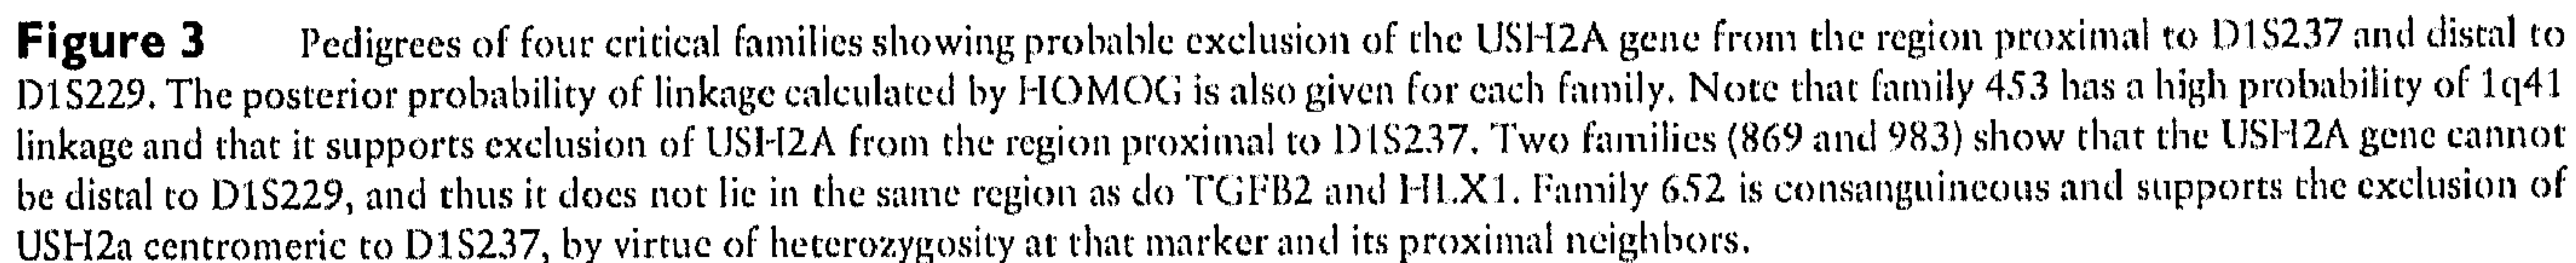 Figure 3 Pedigrees of four critical families showing probable exclusion of the USH2A gene from the region proximal to D1S237 and distal to
D1S229. The posterior probability of linkage calculated by HOMOG is also given for each family. Note that family 453 has a high probability of 1q41
linkage and that it supports exclusion of USH2A from the region proximal to D1S237. Two families (869 and 983) show that the USH2A gene cannot
be distal to D1S229, and thus it does not lie in the same region as do TGFB2 and HLX1. Family 652 is consanguineous and supports the exclusion of
USH2a centromeric to D1S237, by virtue of heterozygosity at that marker and its proximal neighbors.